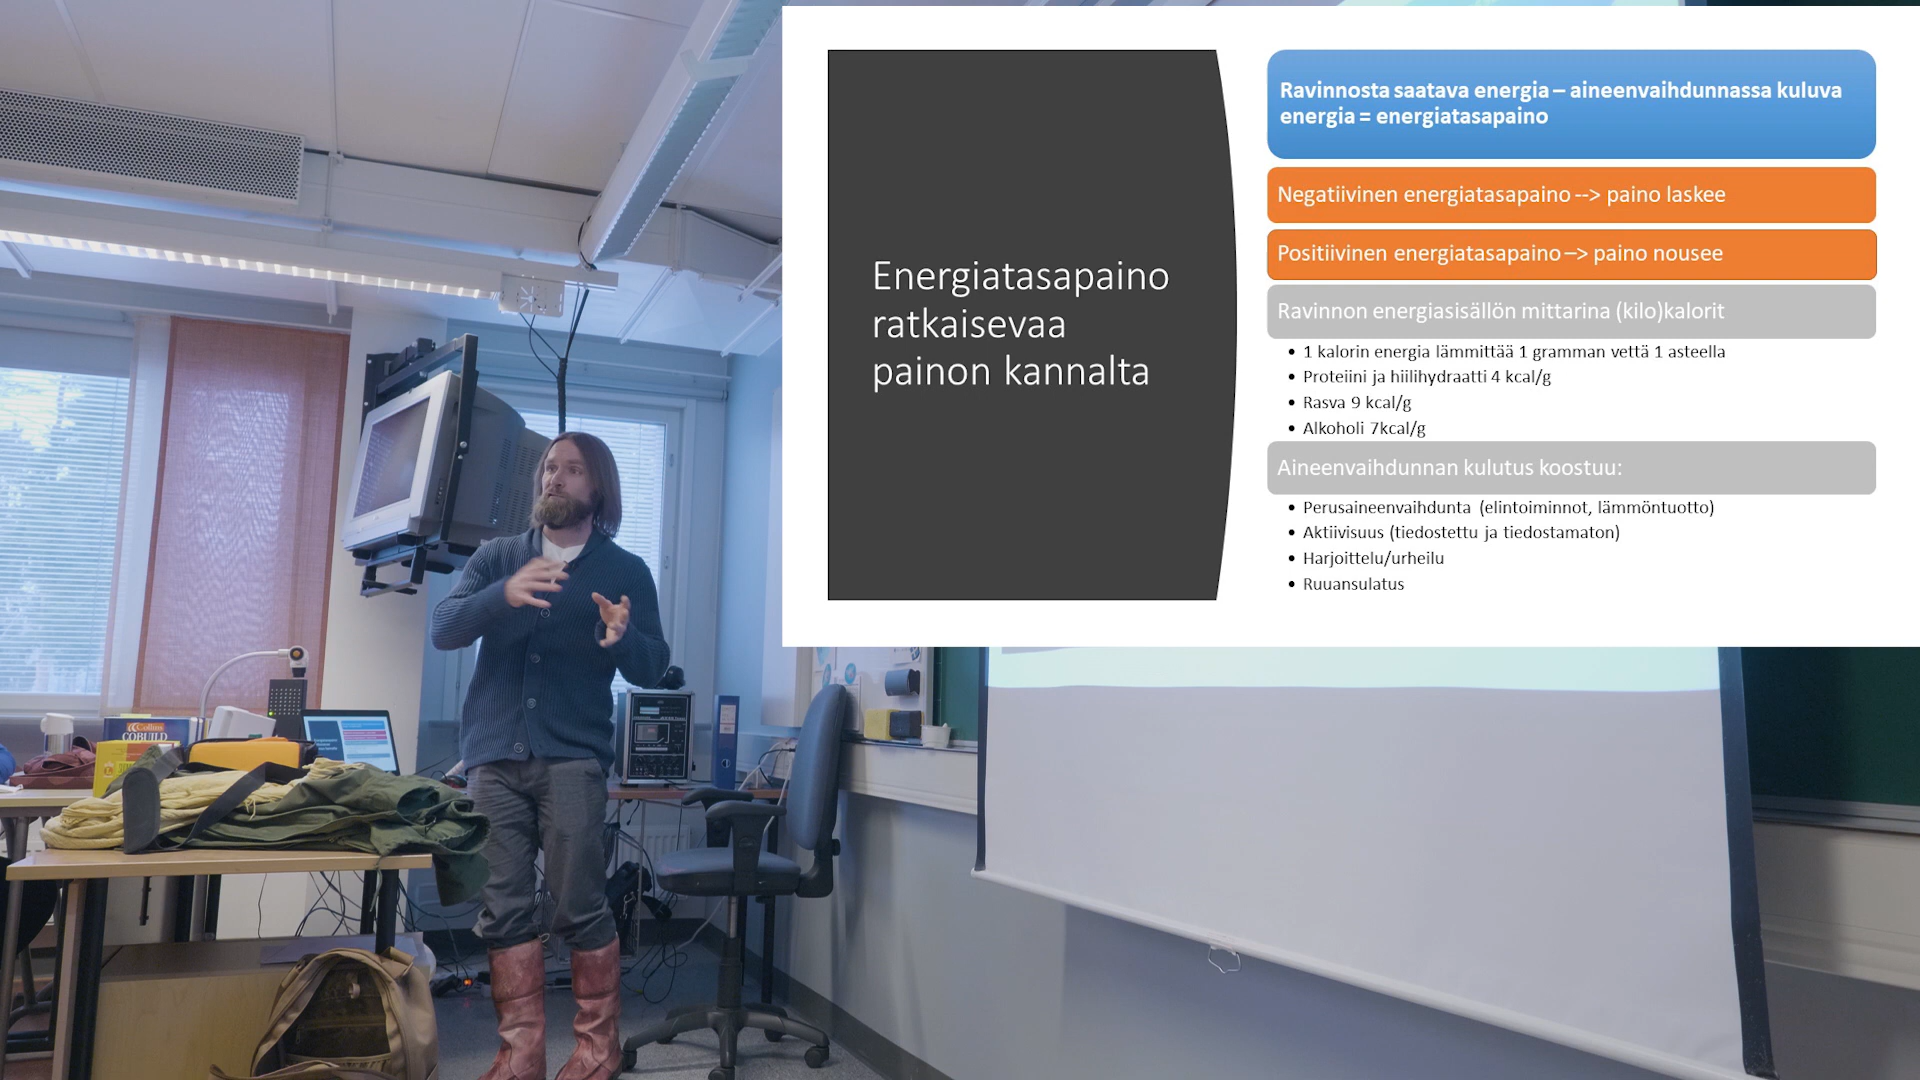 Energiatasapaino
ratkaisevaa
painon kannalta
Ravinnosta saatava energia – aineenvaihdunnassa kuluva
energia = energiatasapaino
Negatiivinen energiatasapaino --> paino laskee
Positiivinen energiatasapaino –> paino nousee
Ravinnon energiasisällön mittarina (kilo)kalorit
• 1 kalorin energia lämmittää 1 gramman vettä 1 asteella
• Proteiini ja hiilihydraatti 4 kcal/g
• Rasva 9 kcal/g
• Alkoholi 7kcal/g
Aineenvaihdunnan kulutus koostuu:
• Perusaineenvaihdunta (elintoiminnot, lämmöntuotto)
• Aktiivisuus (tiedostettu ja tiedostamaton)
• Harjoittelu/urheilu
• Ruuansulatus
Collins
COBUILD